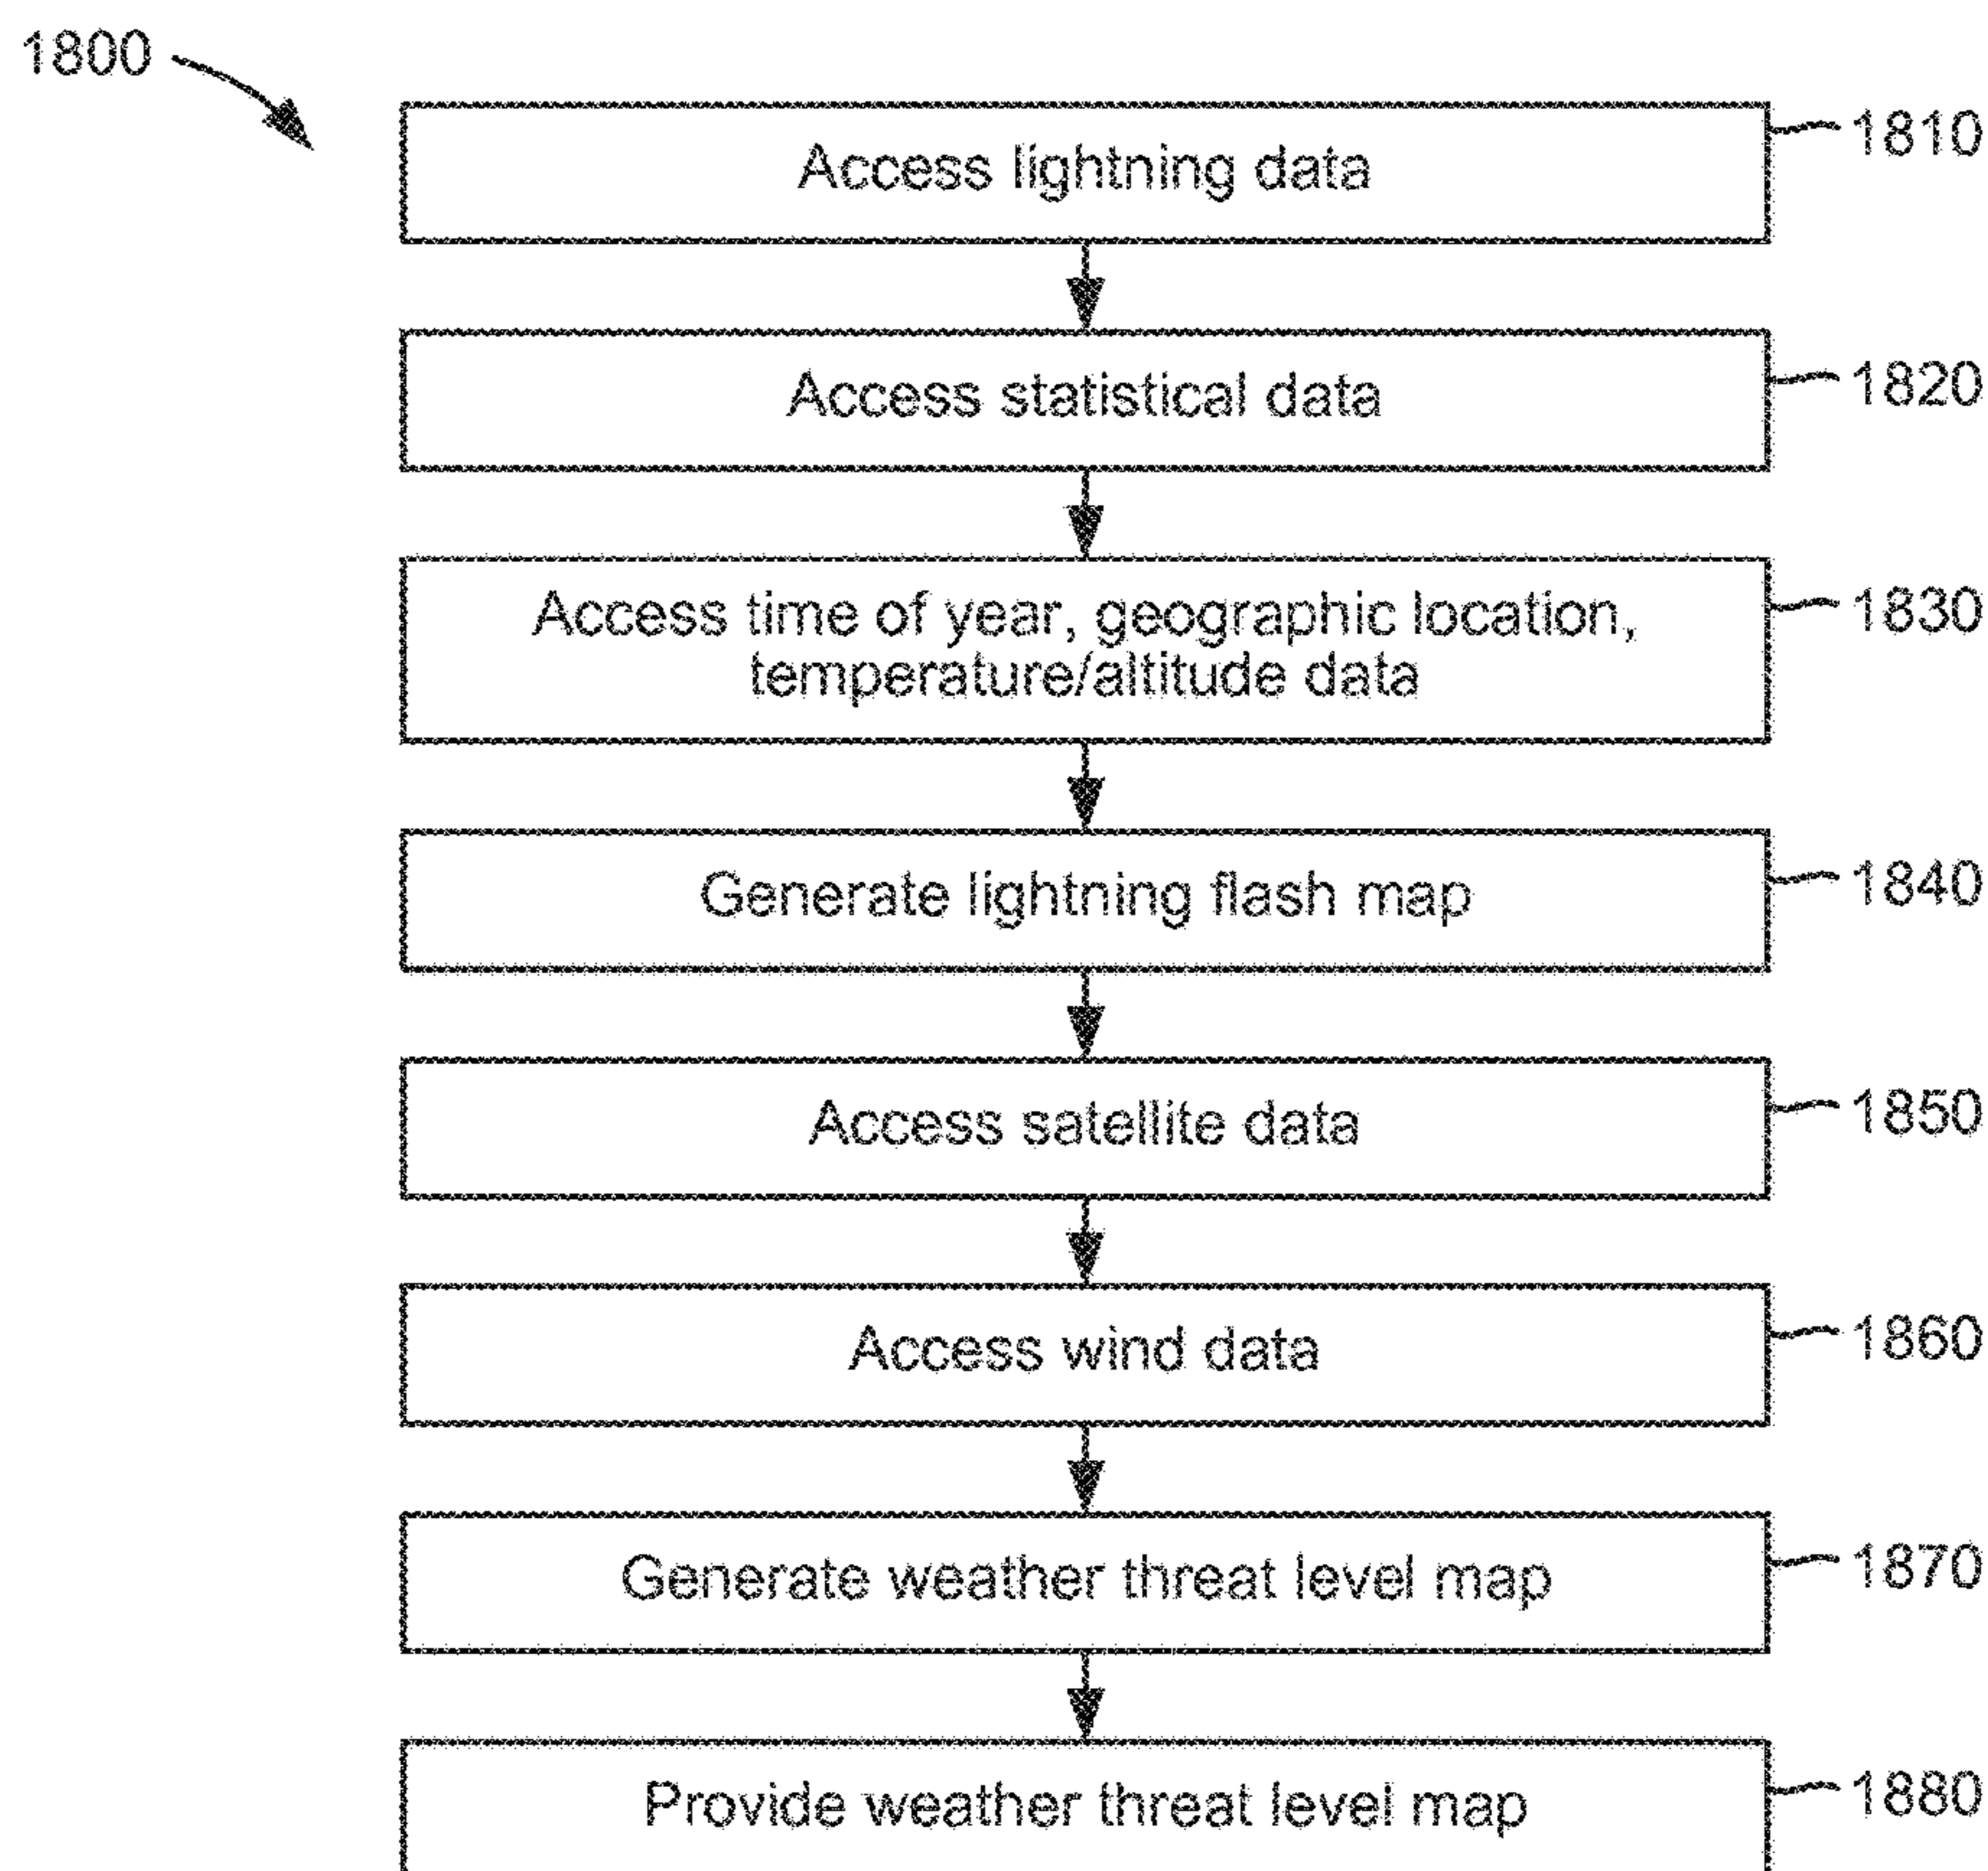 1800
Access lightning data
1810
Access statistical data
1820
Access time of year, geographic location,
temperature/altitude data
1830
Generate lightning flash map
1840
Access satellite data
1850
Access wind data
1860
Generate weather threat level map
1870
Provide weather threat level map
1880